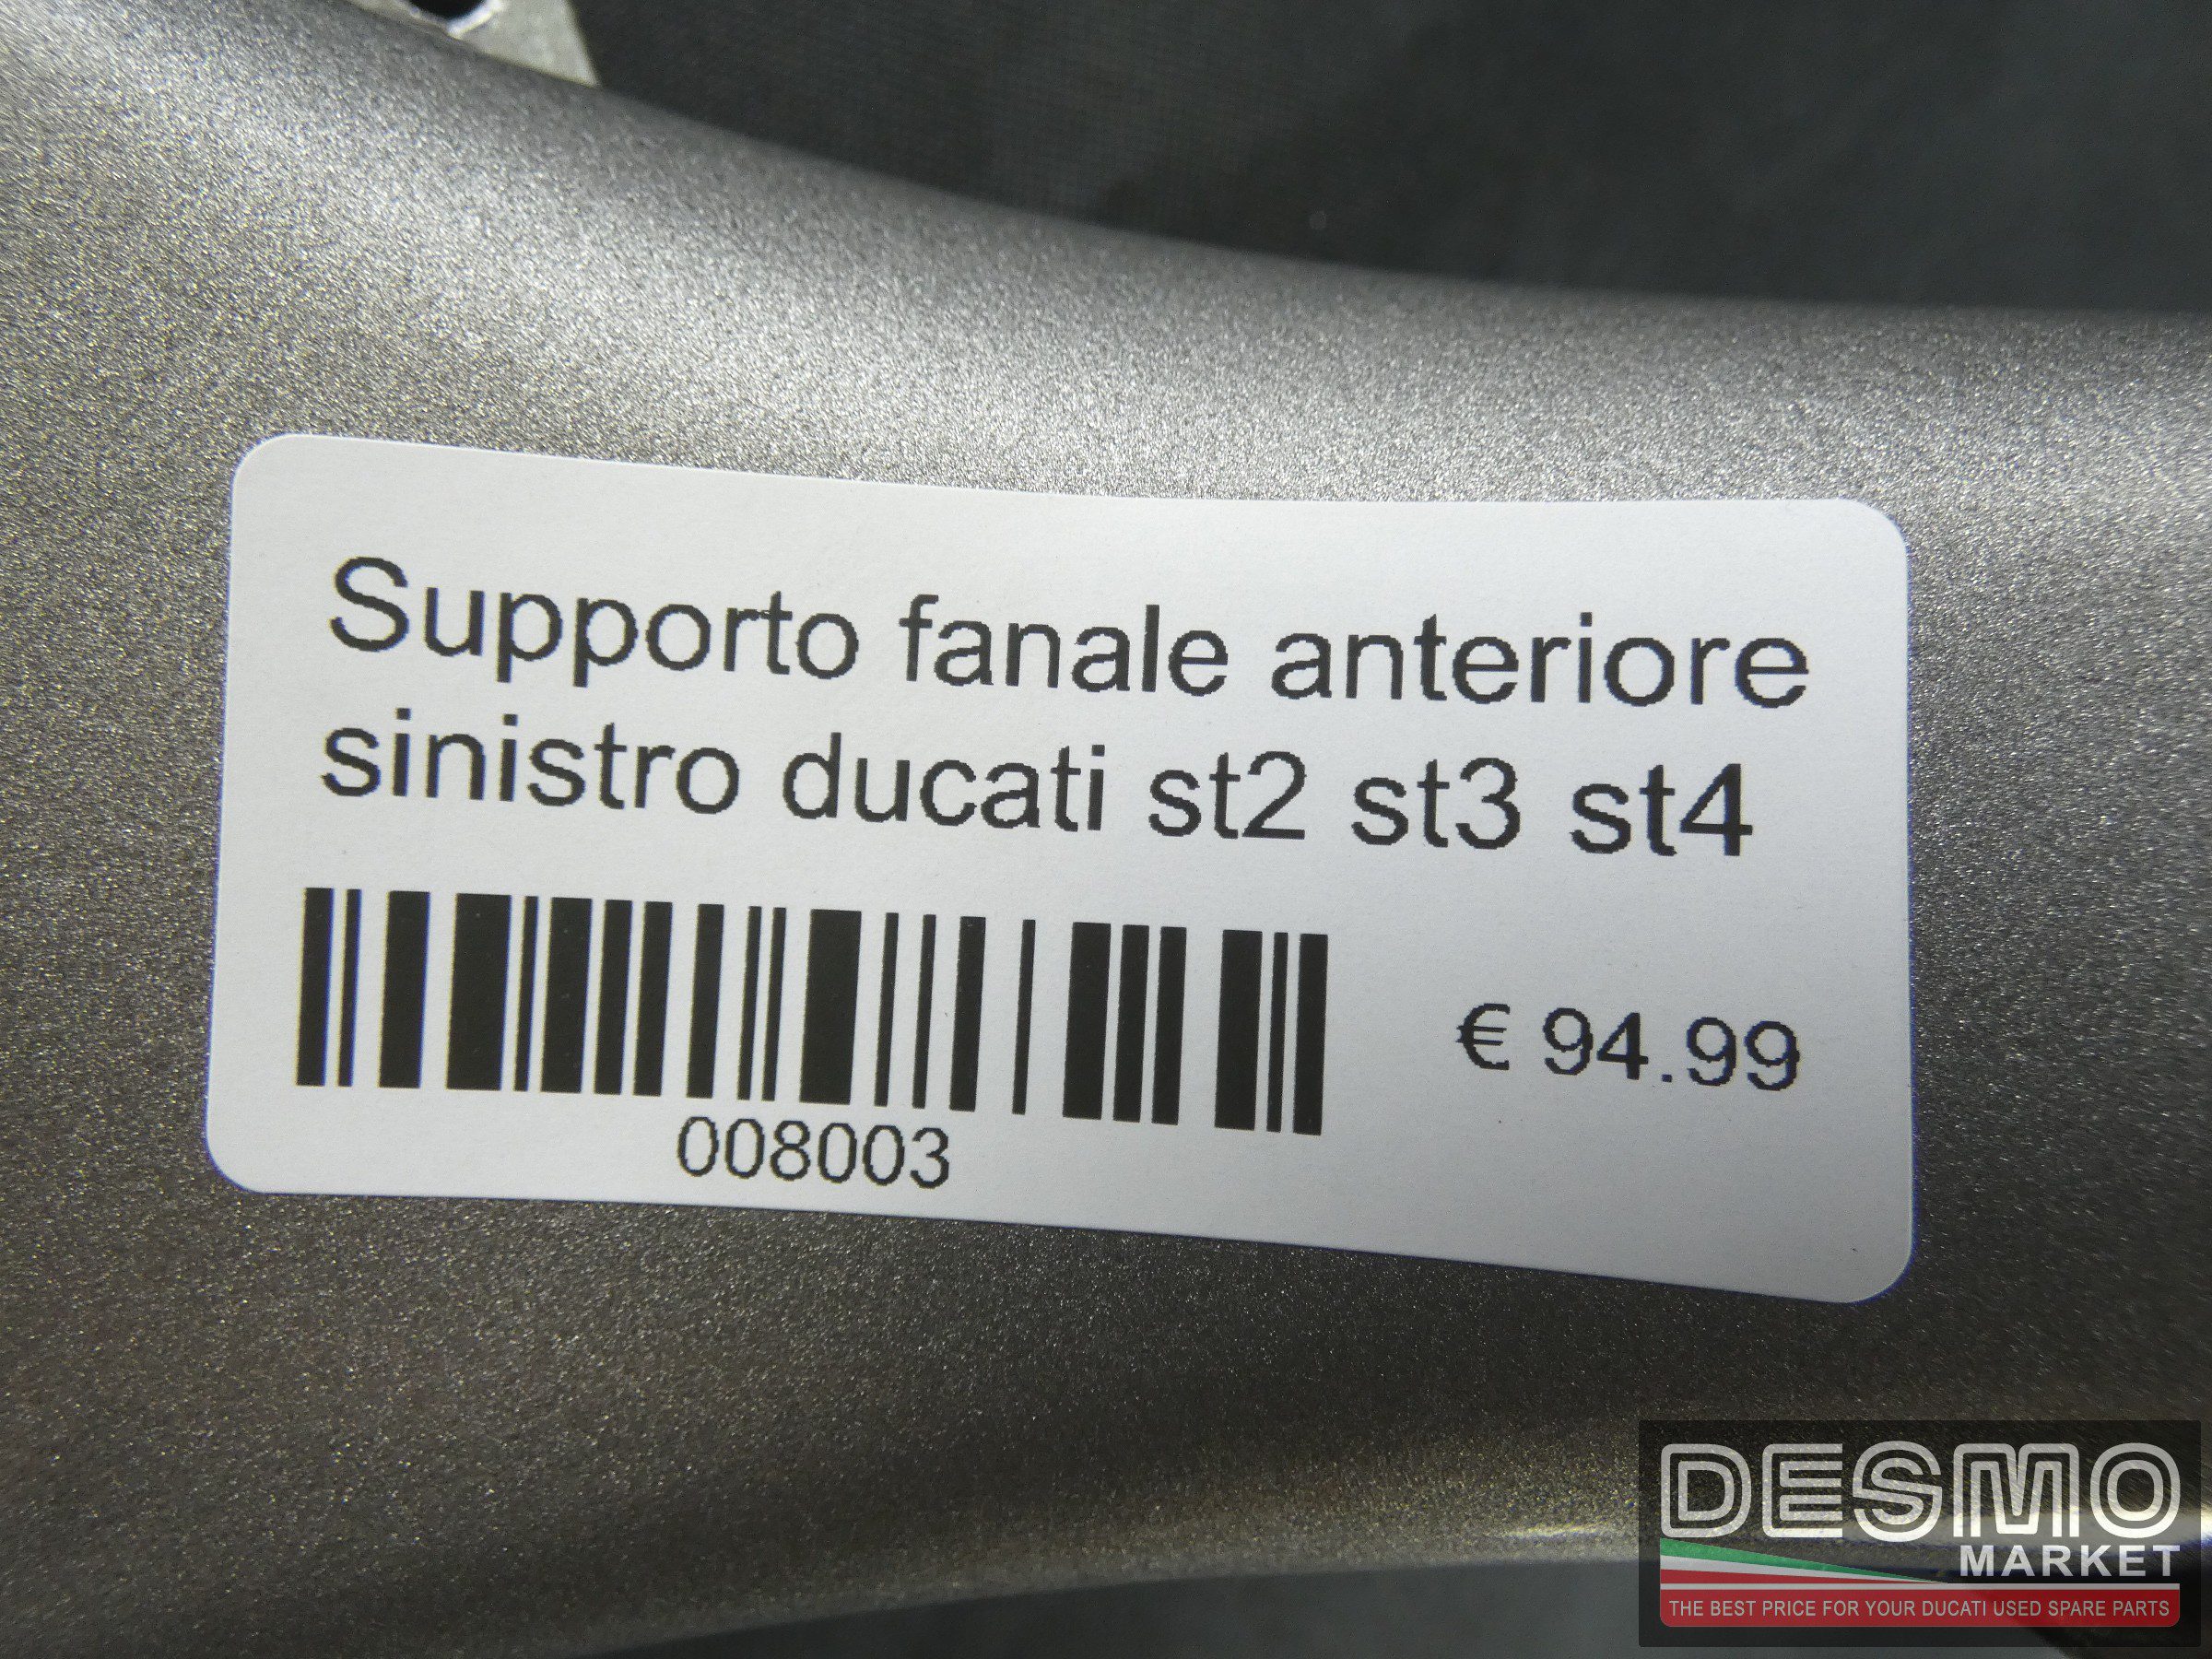 Supporto fanale anteriore
sinistro ducati st2 st3 st4
€ 94.99
008003
DESMO
MARKET
THE BEST PRICE FOR YOUR DUCATI USED SPARE PARTS